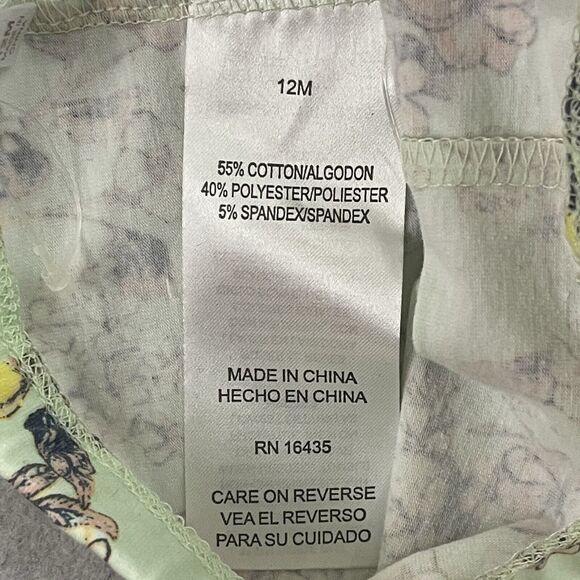 12M
55% COTTON/ALGODON
40% POLYESTER/POLIESTER
5% SPANDEX/SPANDEX
MADE IN CHINA
HECHO EN CHINA
RN 16435
CARE ON REVERSE
VEA EL REVERSO
PARA SU CUIDADO